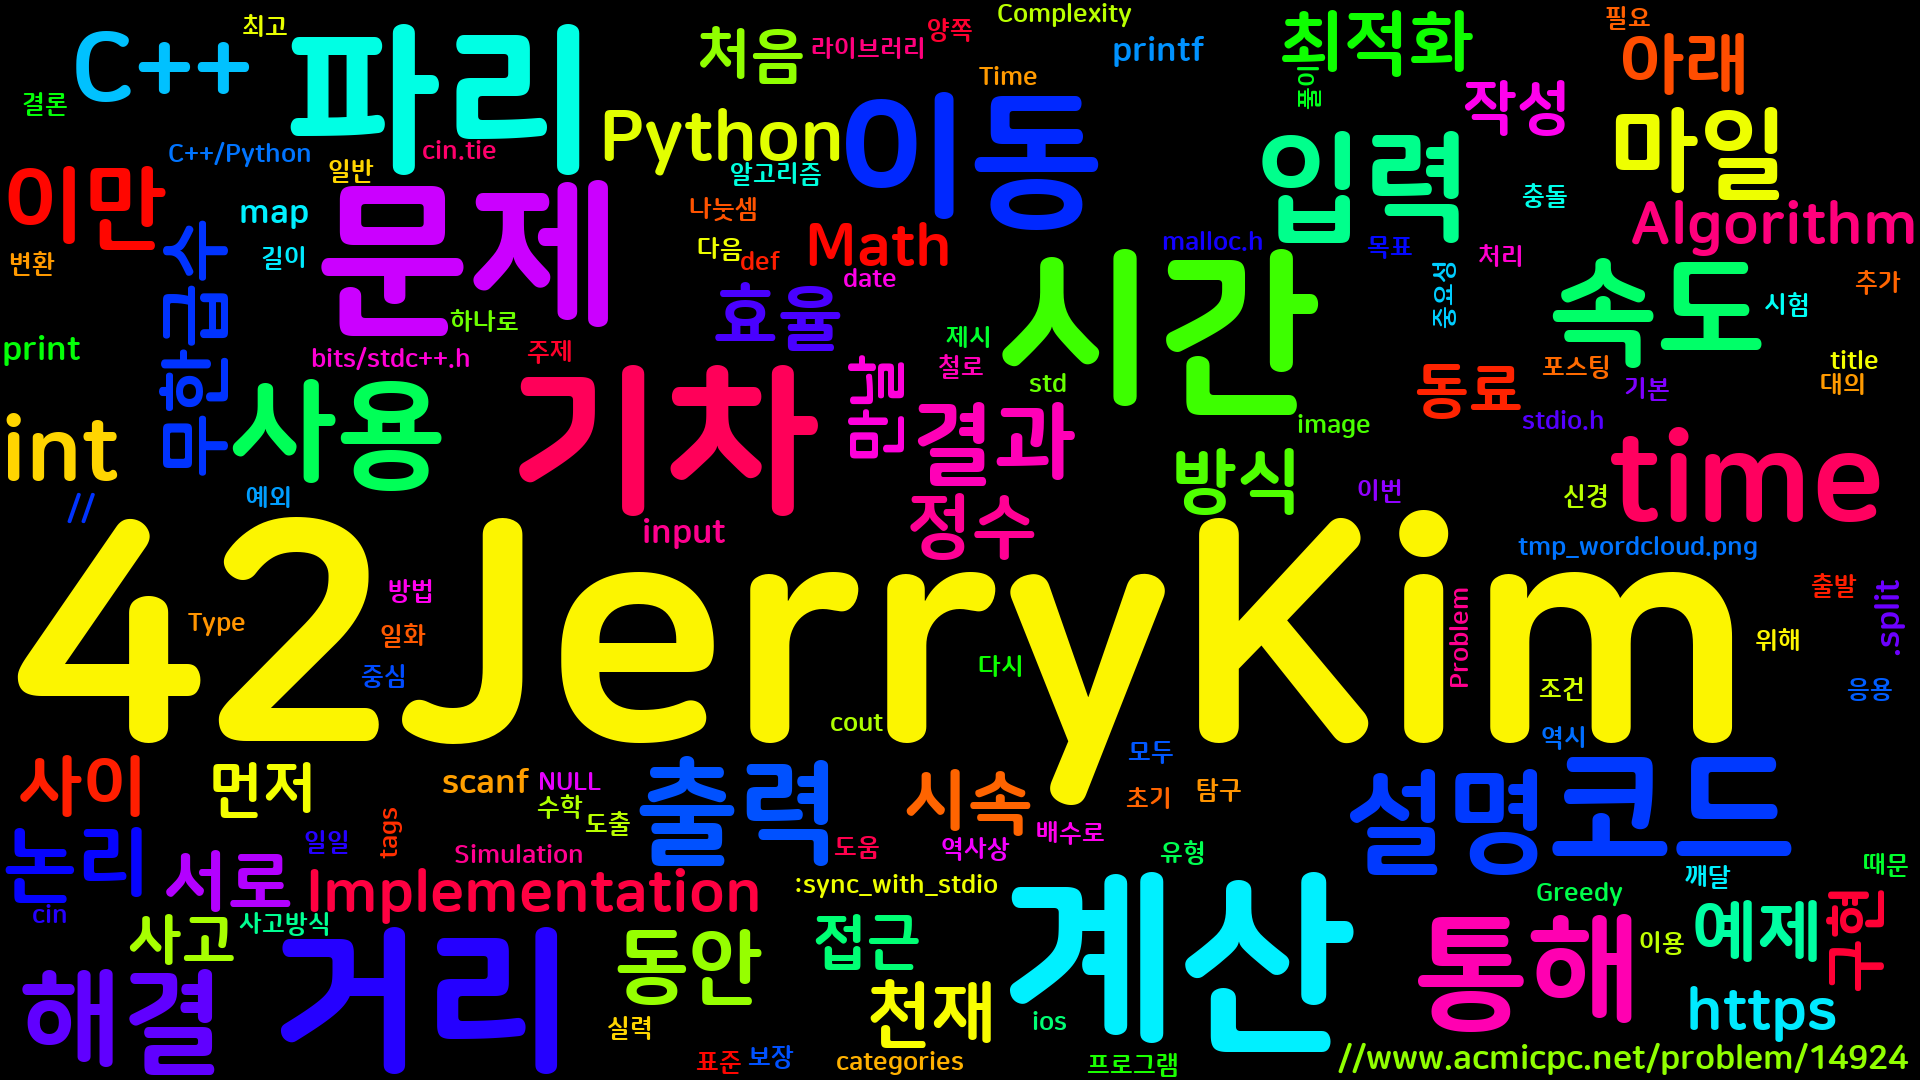 최고
Complexity
C++
파리
처음
라이브러리
양쪽
printf
최적화
필요
아래
결론
Time
풀이
작성
C++/Python
cin.tie
Python
이동
입력
마일
이만
일반
알고리즘
충돌
문제
map
나눗셈
Math
Algorithm
변환
무한급수
길이
다음
def
date
malloc.h
목표
처리
시간
효율
중요성
속도
추가
시험
print
하나로
bits/stdc++.h
주제
제시
철로
std
만날
동료
포스팅
기본
title
대의
int
사용
기차
결과
image
stdio.h
방식
time
//
예외
input
정수
이번
신경
42JerryKim
tmp_wordcloud.png
방법
Type
일화
중심
다시
Problem
출발
.split
위해
조건
응용
cout
모두
역시
사이
먼저
scanf
NULL
수학
도출
출력
시속
초기
탐구
설명
코드
논리
일일
tags
도움
역사상
배수로
유형
때문
서로
Simulation
Implementation
:sync_with_stdio
계산
Greedy
깨달
cin
사고
사고방식
거리
동안
접근
통해
이용
예제
구현
해결
천재
실력
ios
https
표준
보장
categories
프로그램
//www.acmicpc.net/problem/14924